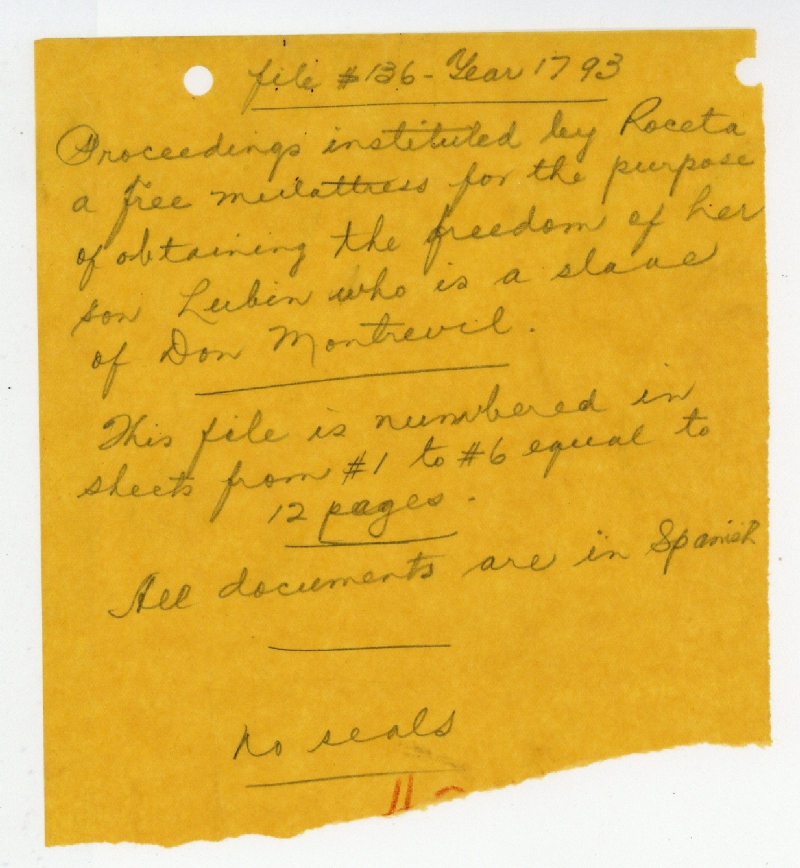 file #136 - Year 1793
Proceedings instituted by Roceta
a free mulattress for the purpose
of obtaining the freedom of her
son Lubin who is a slave
of Don Montrevil.
This file is numbered in
sheets from #1 to #6 equal to
12 pages.
All documents are in Spanish
no seals